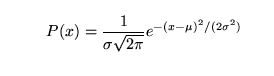 P(x) = \frac{1}{\sigma\sqrt{2\pi}} e^{-(x-\mu)^2/(2\sigma^2)}